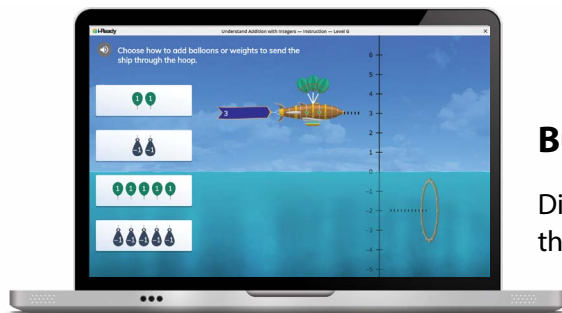 i-Ready
Understand Addition with Integers — Instruction — Level G
×
Choose how to add balloons or weights to send the
ship through the hoop.
1 1
-1 -1
1 1 1 1 1
-1 -1 -1 -1 -1
3
6
5
4
3
2
1
0
-1
-2
-3
-4
-5
B
Di
th